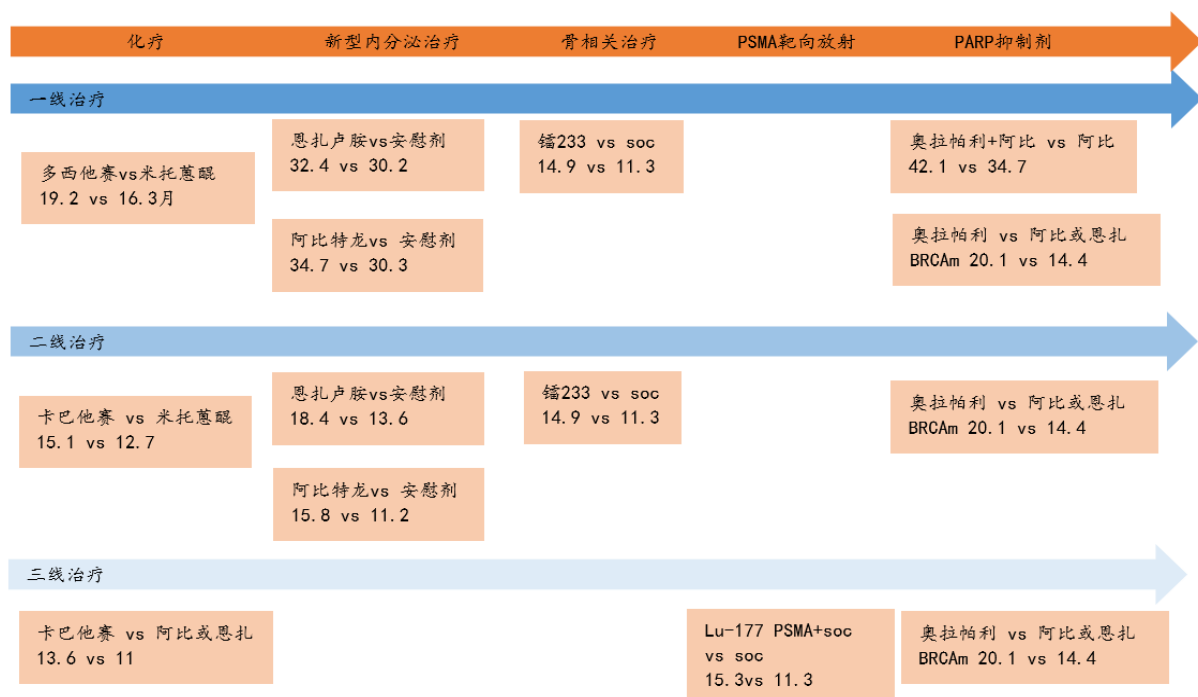 化疗
新型内分泌治疗
骨相关治疗
PSMA靶向放射
PARP抑制剂
一线治疗
多西他赛vs米托蒽醌
19.2 vs 16.3月
恩扎卢胺vs安慰剂
32.4 vs 30.2
阿比特龙vs 安慰剂
34.7 vs 30.3
镭233 vs soc
14.9 vs 11.3
奥拉帕利+阿比 vs 阿比
42.1 vs 34.7
奥拉帕利 vs 阿比或恩扎
BRCAm 20.1 vs 14.4
二线治疗
卡巴他赛 vs 米托蒽醌
15.1 vs 12.7
恩扎卢胺vs安慰剂
18.4 vs 13.6
阿比特龙vs 安慰剂
15.8 vs 11.2
镭233 vs soc
14.9 vs 11.3
奥拉帕利 vs 阿比或恩扎
BRCAm 20.1 vs 14.4
三线治疗
卡巴他赛 vs 阿比或恩扎
13.6 vs 11
Lu-177 PSMA+soc
vs soc
15.3vs 11.3
奥拉帕利 vs 阿比或恩扎
BRCAm 20.1 vs 14.4